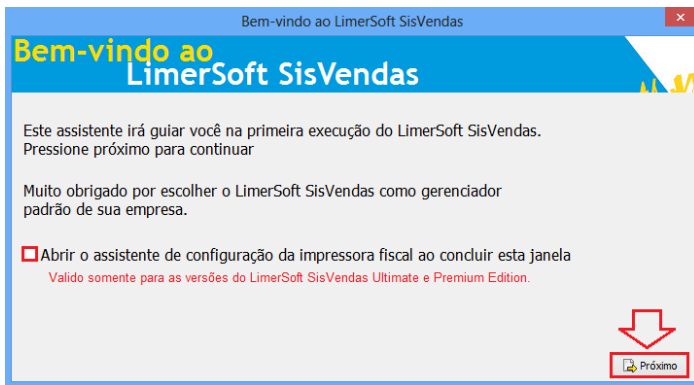 Bem-vindo ao LimerSoft SisVendas
Bem-vindo ao
LimerSoft SisVendas
Este assistente irá guiar você na primeira execução do LimerSoft SisVendas.
Pressione próximo para continuar
Muito obrigado por escolher o LimerSoft SisVendas como gerenciador
padrão de sua empresa.
Abrir o assistente de configuração da impressora fiscal ao concluir esta janela
Valido somente para as versões do LimerSoft SisVendas Ultimate e Premium Edition.
Próximo